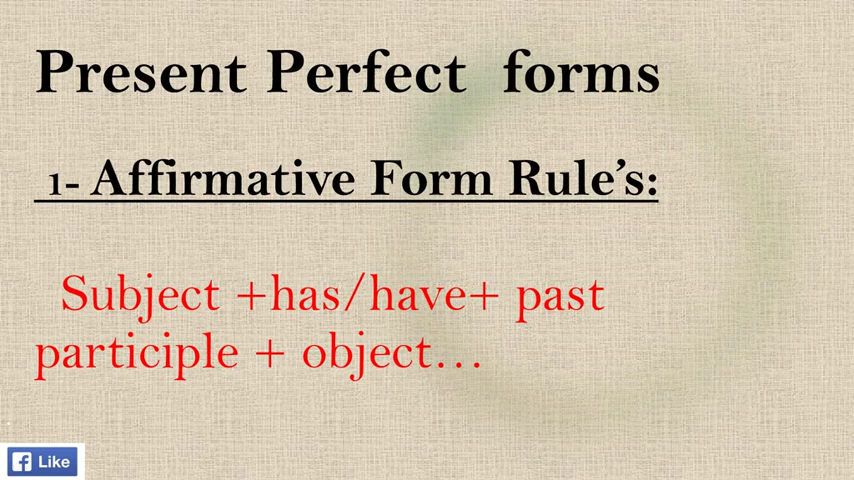 Present Perfect forms
1- Affirmative Form Rule’s:
Subject +has/have+ past
participle + object…
Like